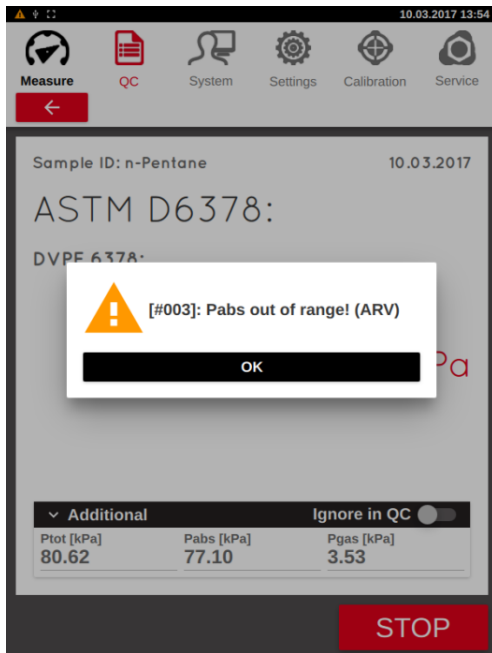 10.03.2017 13:54
Measure QC System Settings Calibration Service
Sample ID: n-Pentane 10.03.2017
ASTM D6378:
DVPE 6378:
[#003]: Pabs out of range! (ARV)
OK
Pa
Additional Ignore in QC
Ptot [kPa] Pabs [kPa] Pgas [kPa]
80.62 77.10 3.53
STOP